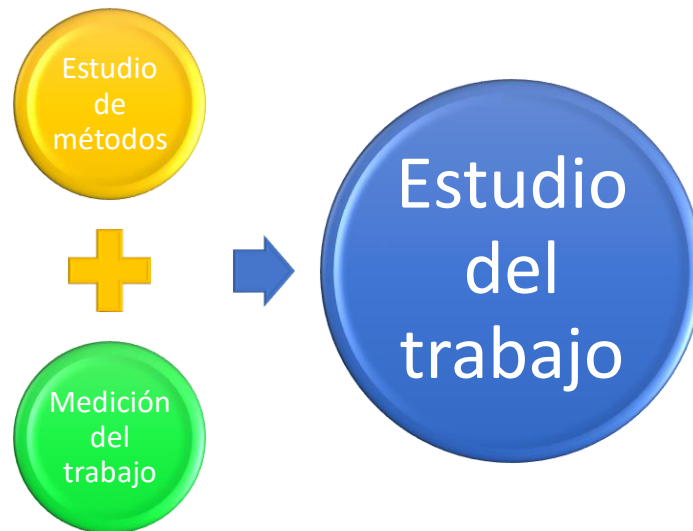 Estudio
de
métodos
Medición
del
trabajo
Estudio
del
trabajo